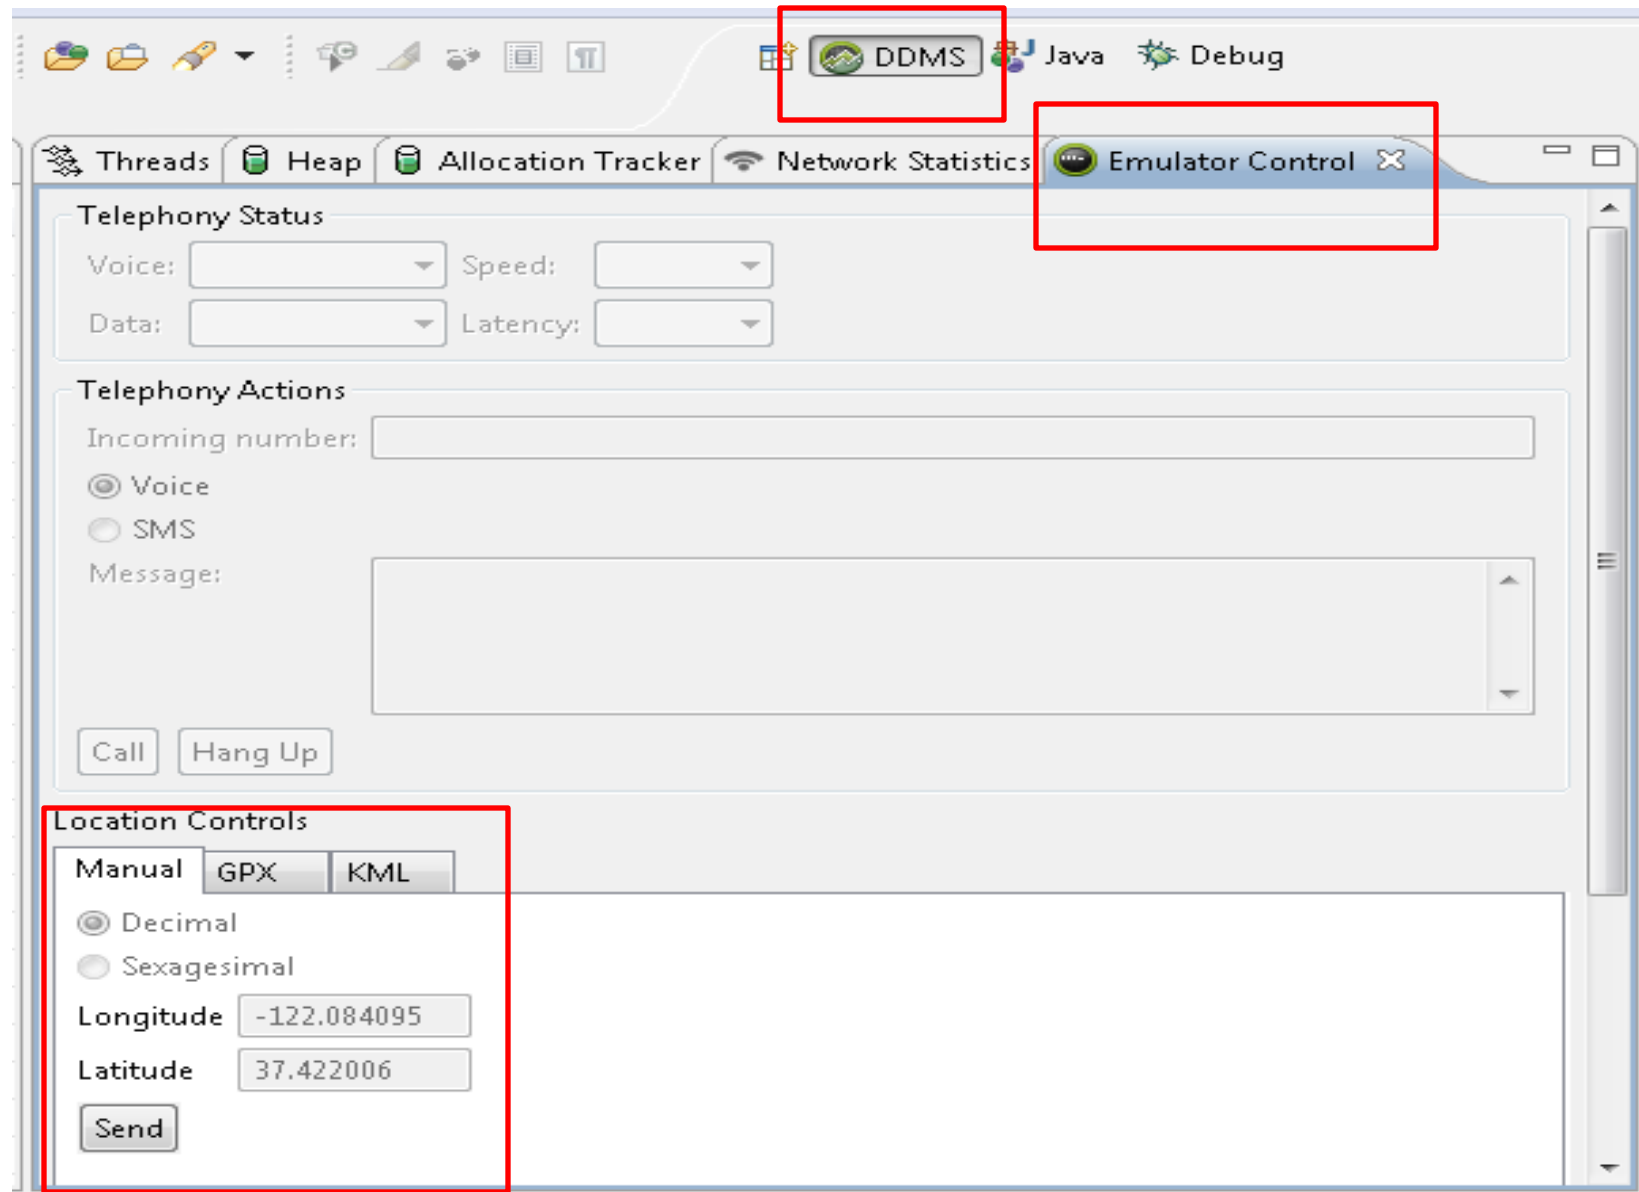 DDMS Java Debug
Threads Heap Allocation Tracker Network Statistics Emulator Control
Telephony Status
Voice: Speed:
Data: Latency:
Telephony Actions
Incoming number:
Voice
SMS
Message:
Call Hang Up
Location Controls
Manual GPX KML
Decimal
Sexagesimal
Longitude -122.084095
Latitude 37.422006
Send